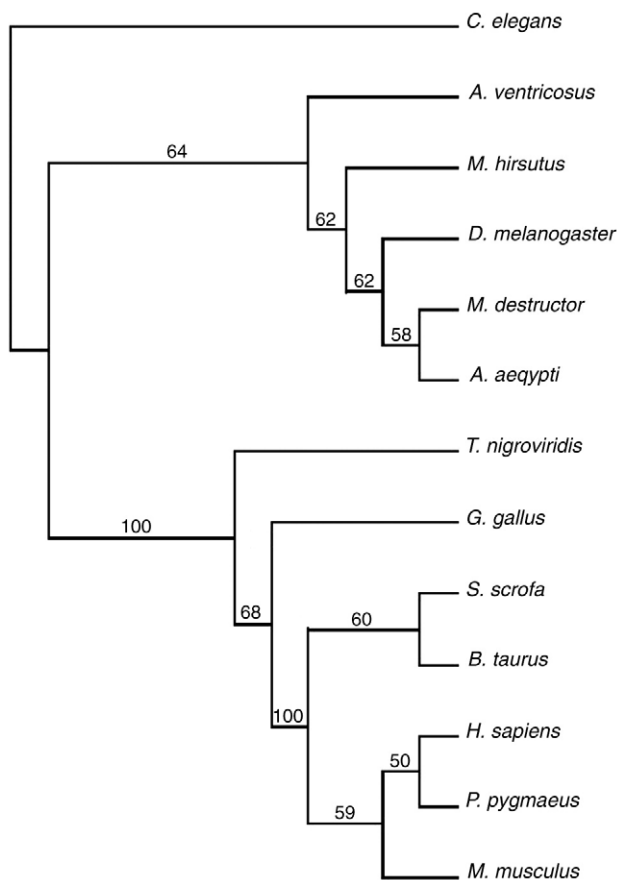 C. elegans
A. ventricosus
64
M. hirsutus
62
D. melanogaster
62
M. destructor
58
A. aeqypti
T. nigroviridis
100
G. gallus
68
S. scrofa
60
B. taurus
100
H. sapiens
50
P. pygmaeus
59
M. musculus